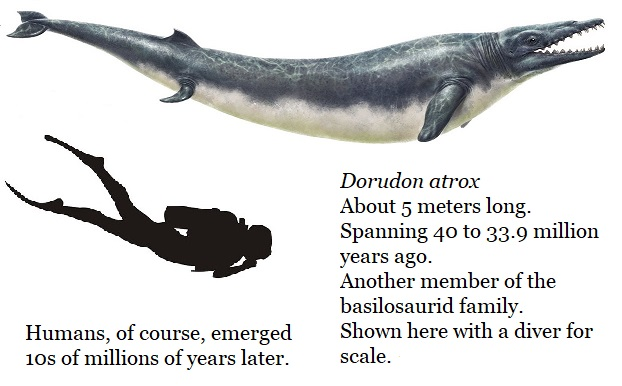 Dorudon atrox
About 5 meters long.
Spanning 40 to 33.9 million
years ago.
Another member of the
basilosaurid family.
Shown here with a diver for
scale.
Humans, of course, emerged
10s of millions of years later.